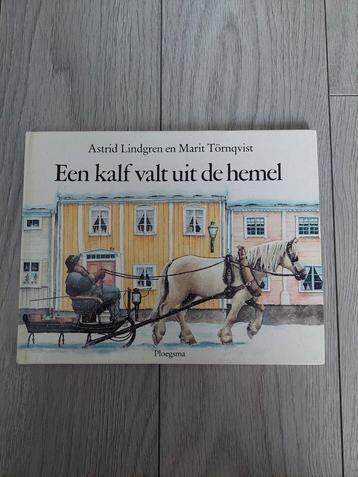 Astrid Lindgren en Marit Törnqvist
Een kalf valt uit de hemel
Ploegsma